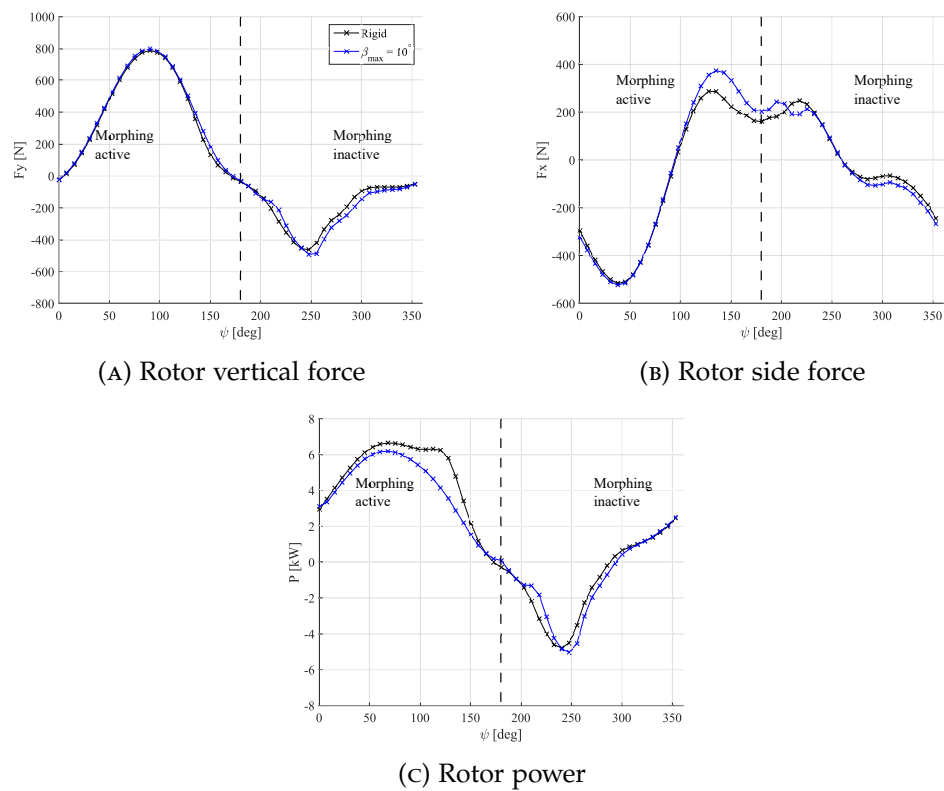 1000
800
600
400
200
0
-200
-400
-600
-800
Fy [N]
Rigid
β_max = 10°
Morphing
active
Morphing
inactive
0 50 100 150 200 250 300 350
ψ [deg]
(A) Rotor vertical force
600
400
200
0
-200
-400
-600
Fx [N]
Morphing
active
Morphing
inactive
0 50 100 150 200 250 300 350
ψ [deg]
(B) Rotor side force
8
6
4
2
0
-2
-4
-6
-8
P [kW]
Morphing
active
Morphing
inactive
0 50 100 150 200 250 300 350
ψ [deg]
(C) Rotor power